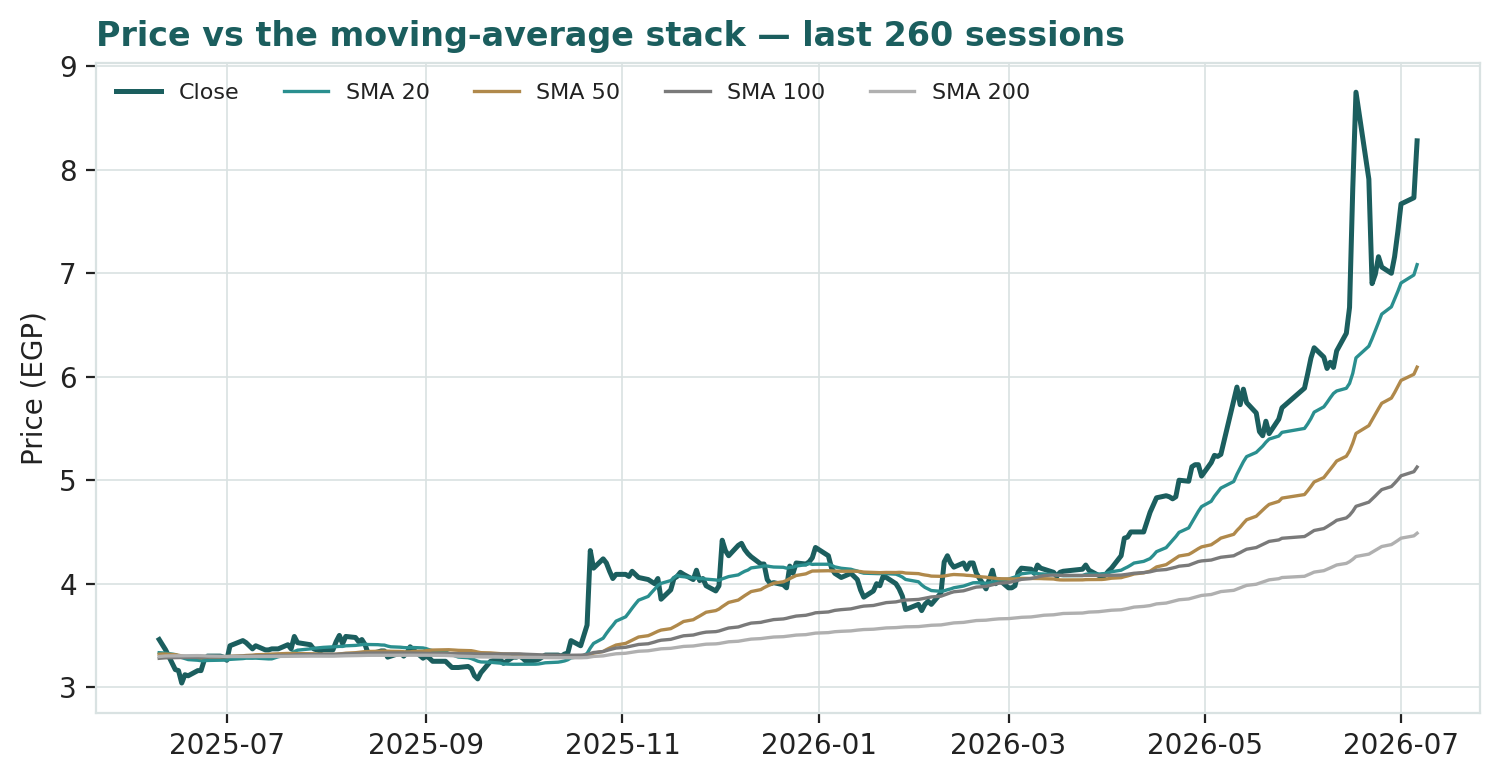 Price vs the moving-average stack — last 260 sessions
Close SMA 20 SMA 50 SMA 100 SMA 200
Price (EGP)
9
8
7
6
5
4
3
2025-07 2025-09 2025-11 2026-01 2026-03 2026-05 2026-07